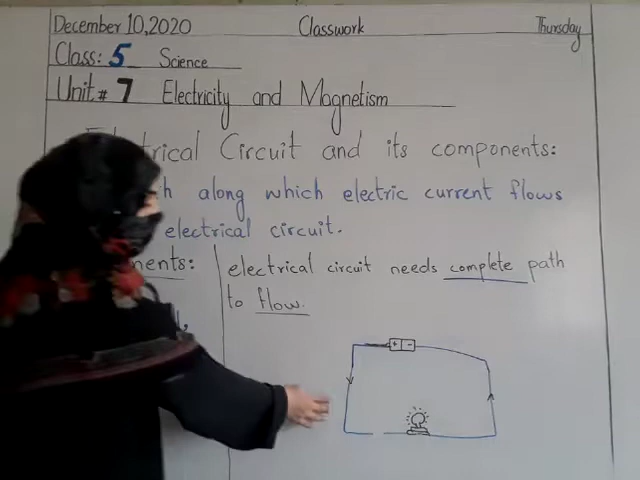 December 10, 2020 Classwork Thursday
Class: 5 Science
Unit # 7 Electricity and Magnetism
Circuit and its components:
along which electric current flows
electrical circuit.
electrical circuit needs complete path
to flow.
+ -